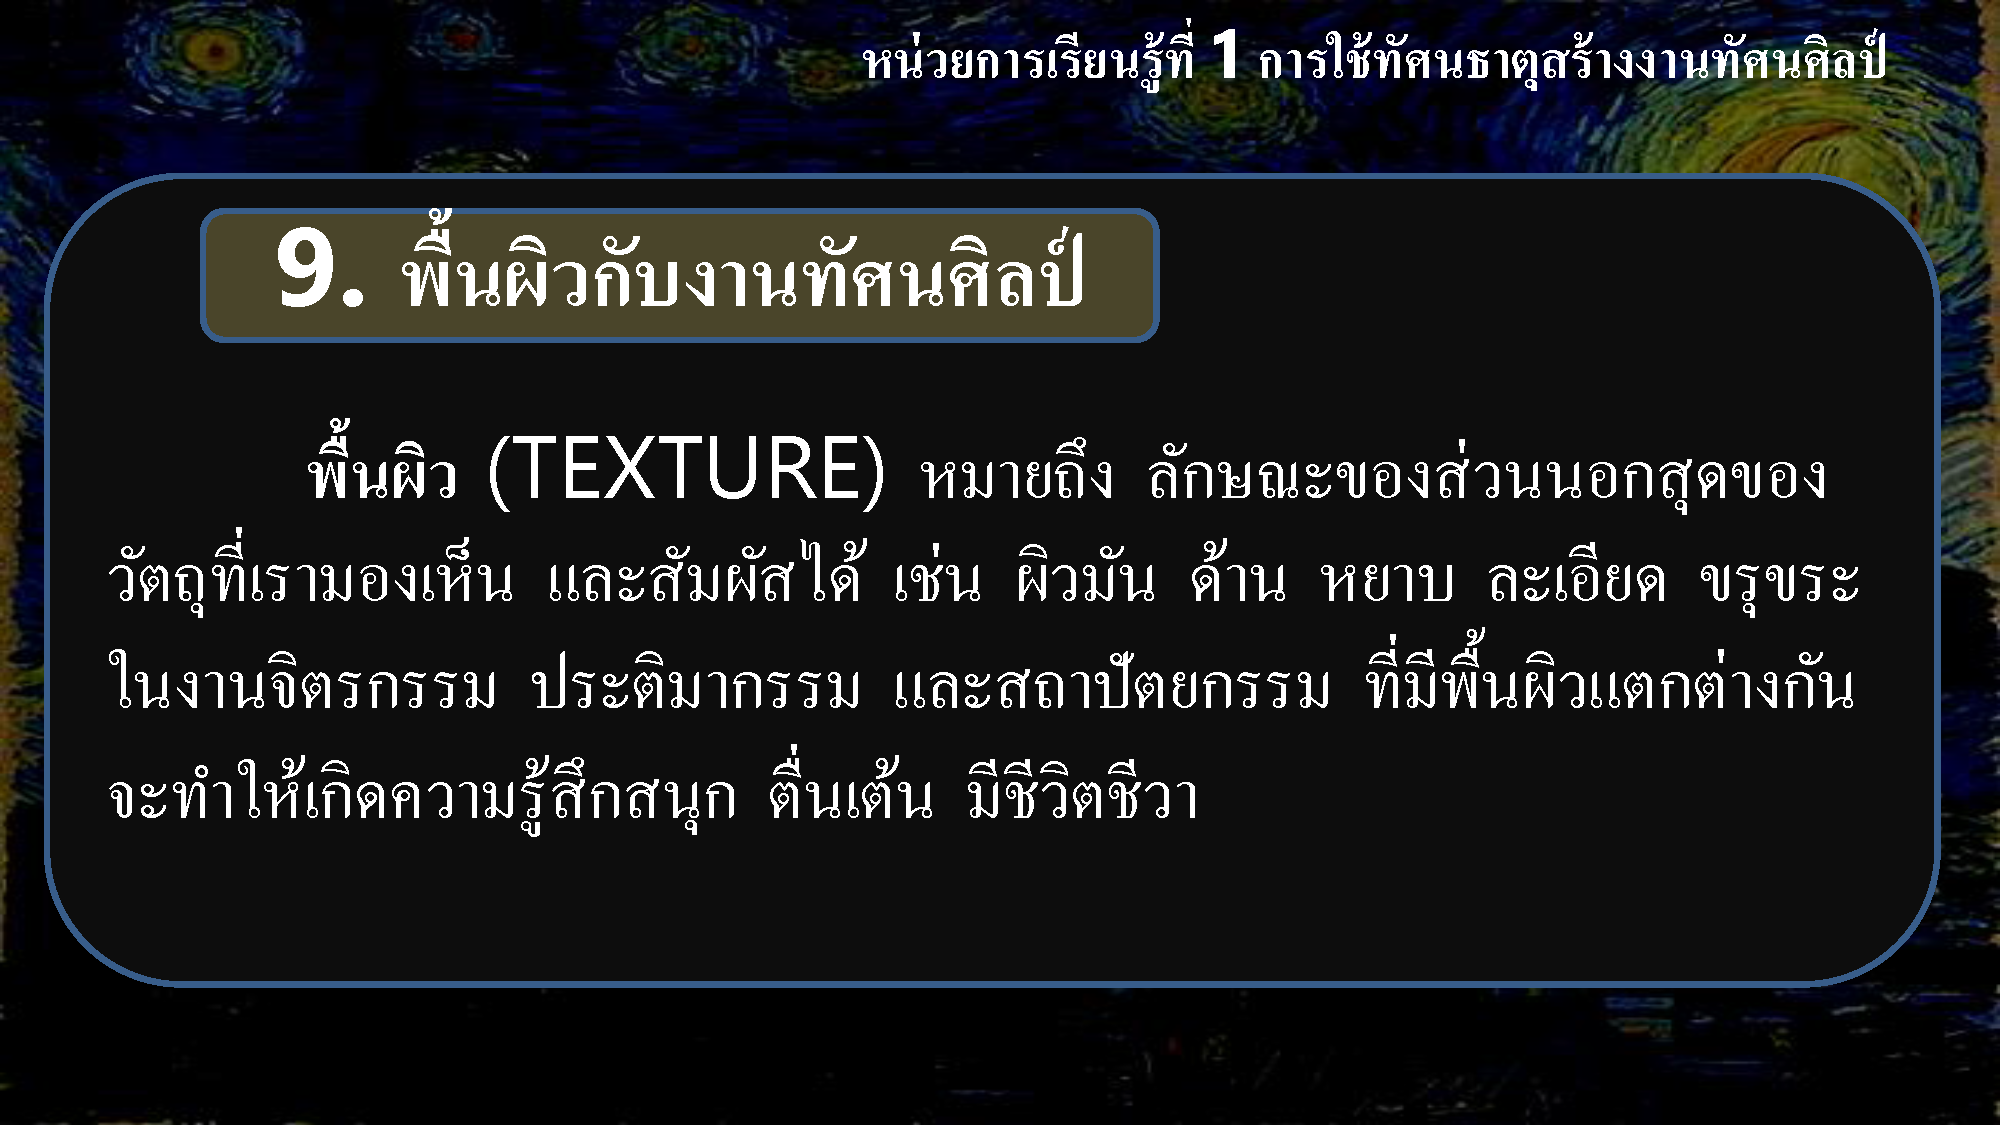 หน่วยการเรียนรู้ที่ 1 การใช้ทัศนธาตุสร้างงานทัศนศิลป์
9. พื้นผิวกับงานทัศนศิลป์
พื้นผิว (TEXTURE) หมายถึง ลักษณะของส่วนนอกสุดของ
วัตถุที่เรามองเห็น และสัมผัสได้ เช่น ผิวมัน ด้าน หยาบ ละเอียด ขรุขระ
ในงานจิตรกรรม ประติมากรรม และสถาปัตยกรรม ที่มีพื้นผิวแตกต่างกัน
จะทำให้เกิดความรู้สึกสนุก ตื่นเต้น มีชีวิตชีวา